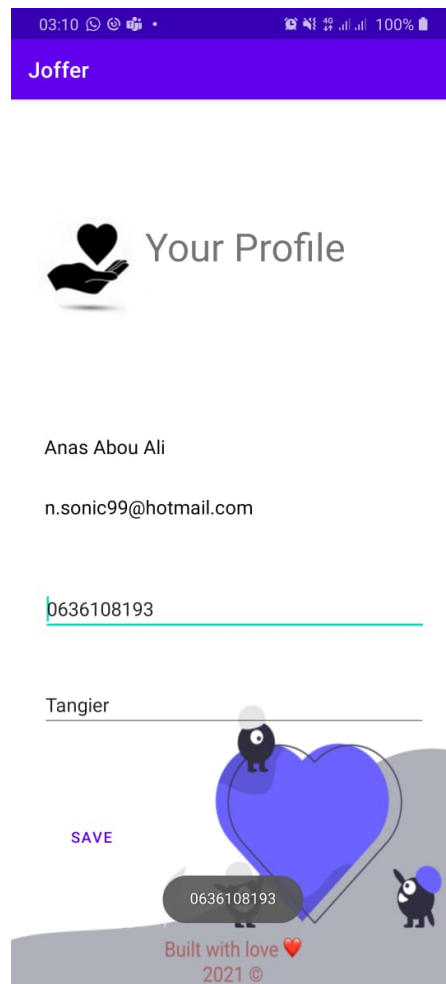 03:10 4G 100%
Joffer
Your Profile
Anas Abou Ali
n.sonic99@hotmail.com
0636108193
Tangier
SAVE
0636108193
Built with love ❤️
2021 ©